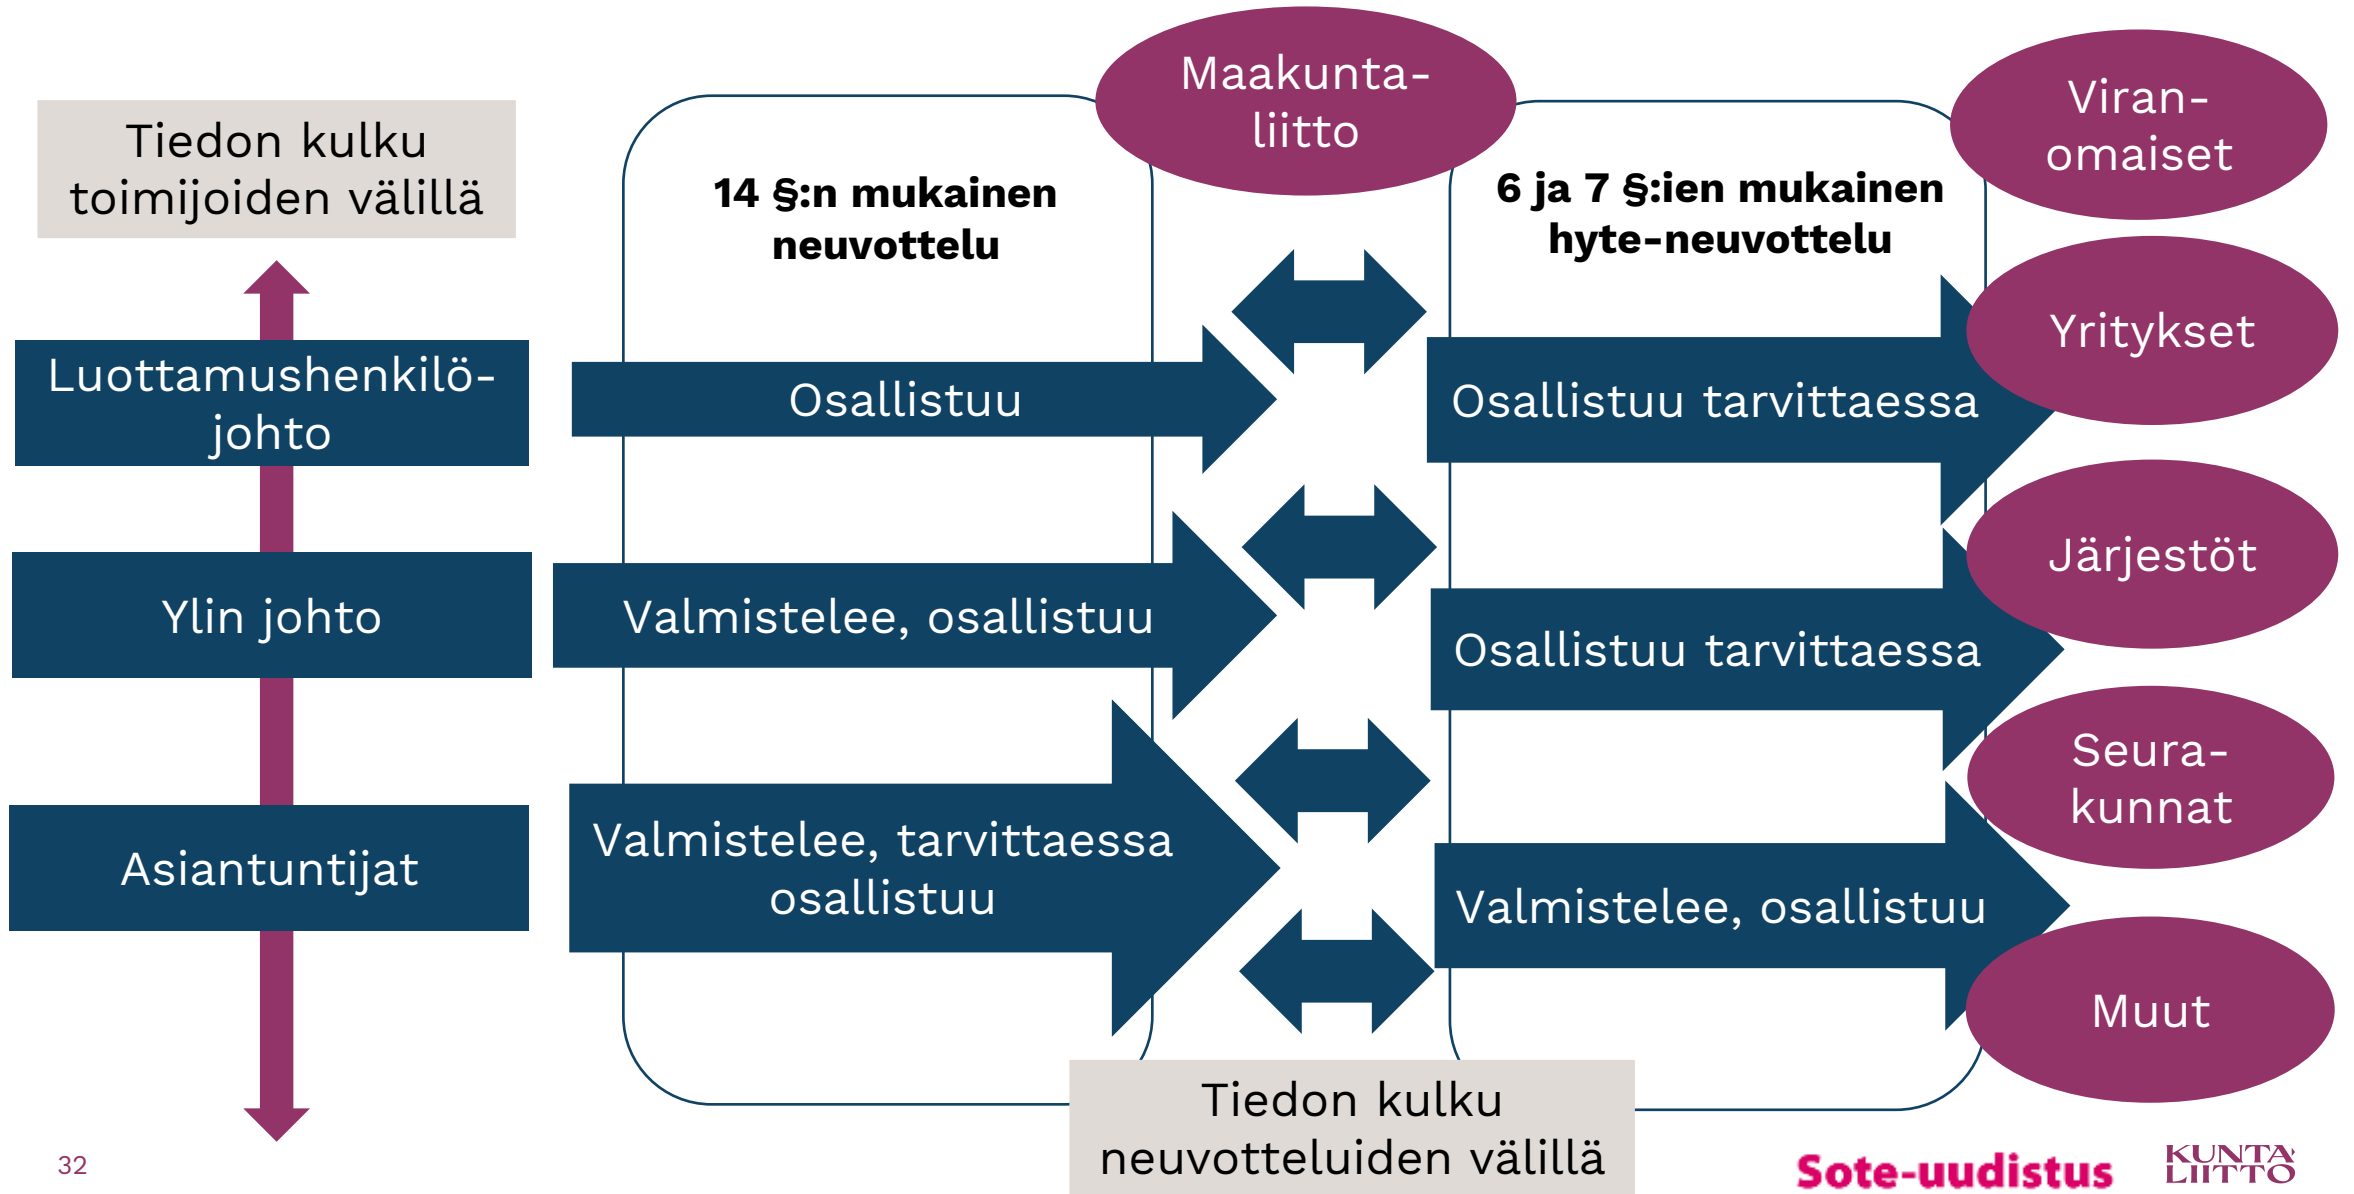 Maakunta-
liitto
Viran-
omaiset
Tiedon kulku
toimijoiden välillä
14 §:n mukainen
neuvottelu
6 ja 7 §:ien mukainen
hyte-neuvottelu
Yritykset
Luottamushenkilö-
johto
Osallistuu
Osallistuu tarvittaessa
Järjestöt
Ylin johto
Valmistelee, osallistuu
Osallistuu tarvittaessa
Seura-
kunnat
Asiantuntijat
Valmistelee, tarvittaessa
osallistuu
Valmistelee, osallistuu
Muut
Tiedon kulku
neuvotteluiden välillä
32
Sote-uudistus
KUNTA
LIITTO